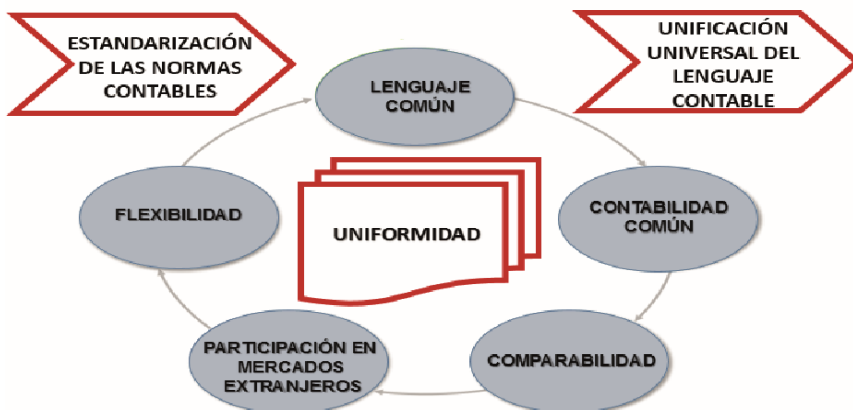 ESTANDARIZACIÓN
DE LAS NORMAS
CONTABLES
UNIFICACIÓN
UNIVERSAL DEL
LENGUAJE
CONTABLE
LENGUAJE
COMÚN
FLEXIBILIDAD
UNIFORMIDAD
CONTABILIDAD
COMÚN
PARTICIPACIÓN EN
MERCADOS
EXTRANJEROS
COMPARABILIDAD